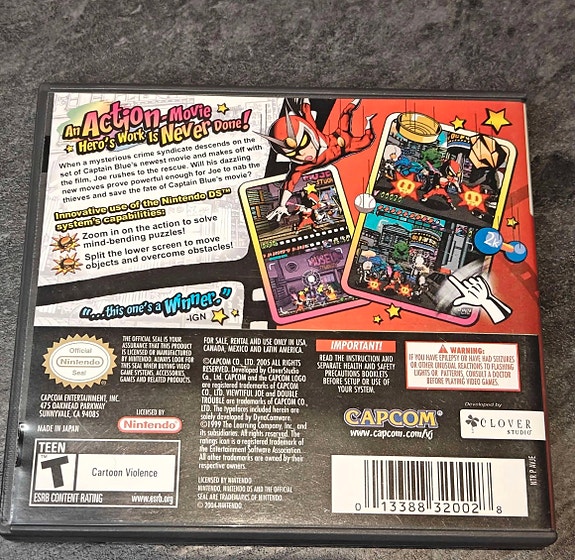 An Action-Movie
Hero's Work Is Never Done!
When a mysterious crime syndicate descends on the
set of Captain Blue's newest movie and makes off with
the film, Joe rushes to the rescue. Will his dazzling
new moves prove powerful enough for Joe to catch the
thieves and save the fate of Captain Blue's movie?
Innovative use of the Nintendo DS™
system's capabilities:
Zoom in on the action to solve
mind-bending puzzles!
Split the lower screen to move
objects and overcome obstacles!
"...this one's a Winner."
-IGN
Official
Nintendo
Seal
THE OFFICIAL SEAL IS YOUR
ASSURANCE THAT THIS PRODUCT
IS LICENSED OR MANUFACTURED
BY NINTENDO. ALWAYS LOOK FOR
THIS SEAL WHEN BUYING VIDEO
GAME SYSTEMS, ACCESSORIES,
GAMES AND RELATED PRODUCTS.
CAPCOM ENTERTAINMENT, INC.
475 OAKMEAD PARKWAY
SUNNYVALE, CA 94085
MADE IN JAPAN
LICENSED BY
Nintendo
TEEN
T
Cartoon Violence
ESRB CONTENT RATING www.esrb.org
FOR SALE, RENTAL AND USE ONLY IN USA,
CANADA, MEXICO AND LATIN AMERICA.
©CAPCOM CO., LTD. 2005 ALL RIGHTS
RESERVED. Developed by CloverStudio
Co., Ltd. CAPCOM and the CAPCOM LOGO
are registered trademarks of CAPCOM
CO., LTD. VIEWTIFUL JOE and DOUBLE
TROUBLE are trademarks of CAPCOM CO.,
LTD. The typefaces included herein are
solely developed by DynaComware.
©1999 The Learning Company, Inc., and
its subsidiaries. All rights reserved. The
ratings icon is a registered trademark of
the Entertainment Software Association.
All other trademarks are owned by their
respective owners.
LICENSED BY NINTENDO
NINTENDO, NINTENDO DS AND THE OFFICIAL
SEAL ARE TRADEMARKS OF NINTENDO.
© 2004 NINTENDO
IMPORTANT!
READ THE INSTRUCTION AND
SEPARATE HEALTH AND SAFETY
PRECAUTIONS BOOKLETS
BEFORE SETUP OR USE OF
YOUR SYSTEM.
WARNING:
IF YOU HAVE EPILEPSY OR HAVE HAD SEIZURES
OR OTHER UNUSUAL REACTIONS TO FLASHING
LIGHTS OR PATTERNS, CONSULT A DOCTOR
BEFORE PLAYING VIDEO GAMES.
CAPCOM®
www.capcom.com/vj
Developed by
CLOVER
STUDIO
0 13388 32002 8